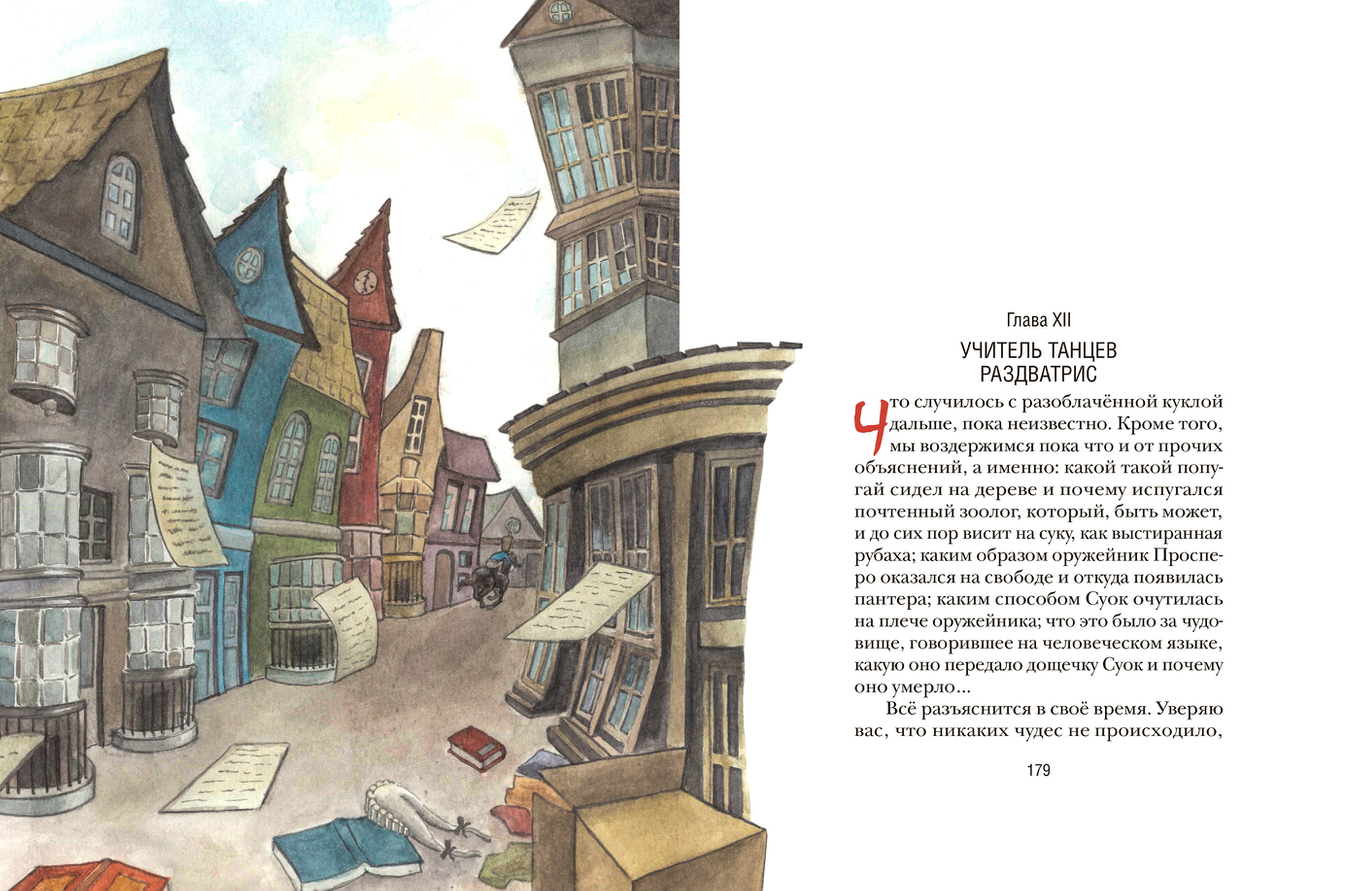 Глава XII
УЧИТЕЛЬ ТАНЦЕВ
РАЗДВАТРИС
Что случилось с разоблачённой куклой
дальше, пока неизвестно. Кроме того,
мы воздержимся пока что и от прочих
объяснений, а именно: какой такой попу-
гай сидел на дереве и почему испугался
почтенный зоолог, который, быть может,
и до сих пор висит на суку, как выстиранная
рубаха; каким образом оружейник Проспе-
ро оказался на свободе и откуда появилась
пантера; каким способом Суок очутилась
на плече оружейника; что это было за чудо-
вище, говорившее на человеческом языке,
какую оно передало дощечку Суок и почему
оно умерло...
Всё разъяснится в своё время. Уверяю
вас, что никаких чудес не происходило,
179